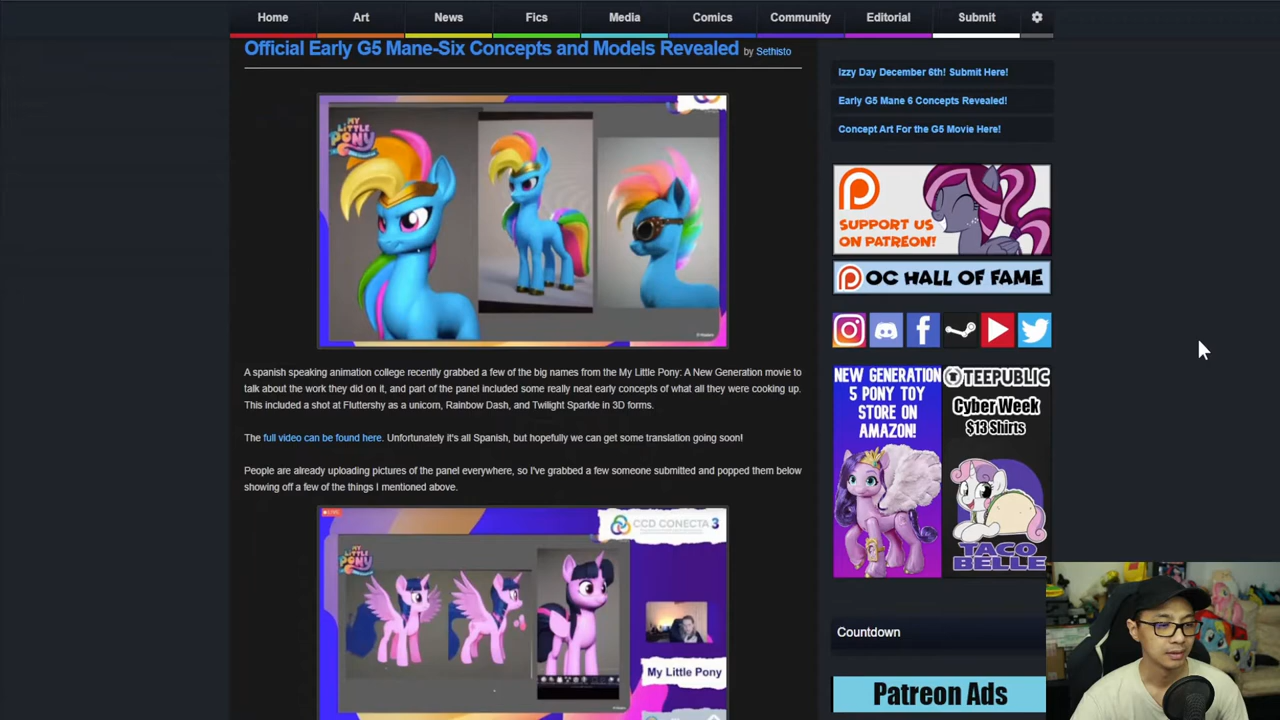 Home Art News Fics Media Comics Community Editorial Submit
Official Early G5 Mane-Six Concepts and Models Revealed by Sethisto
MY LITTLE PONY
A spanish speaking animation college recently grabbed a few of the big names from the My Little Pony: A New Generation movie to
talk about the work they did on it, and part of the panel included some really neat early concepts of what all they were cooking up.
This included a shot at Fluttershy as a unicorn, Rainbow Dash, and Twilight Sparkle in 3D forms.
The full video can be found here. Unfortunately it's all Spanish, but hopefully we can get some translation going soon!
People are already uploading pictures of the panel everywhere, so I've grabbed a few someone submitted and popped them below
showing off a few of the things I mentioned above.
CCD CONECTA 3
MY LITTLE PONY
My Little Pony
Izzy Day December 6th! Submit Here!
Early G5 Mane 6 Concepts Revealed!
Concept Art For the G5 Movie Here!
SUPPORT US
ON PATREON!
OC HALL OF FAME
NEW GENERATION
5 PONY TOY
STORE ON
AMAZON!
TEEPUBLIC
Cyber Week
$13 Shirts
TACO
BELLE
Countdown
Patreon Ads